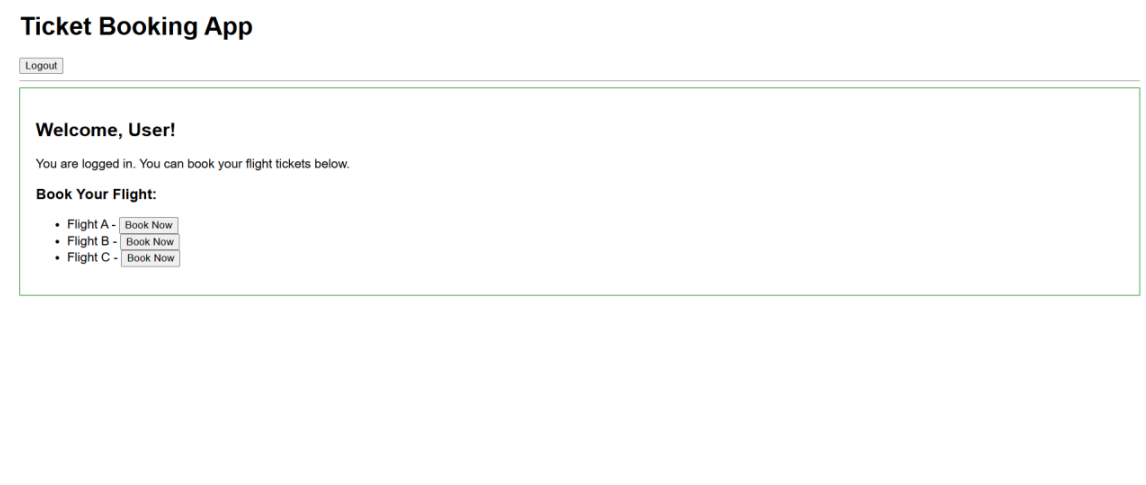 Ticket Booking App
Logout
Welcome, User!
You are logged in. You can book your flight tickets below.
Book Your Flight:
• Flight A - Book Now
• Flight B - Book Now
• Flight C - Book Now